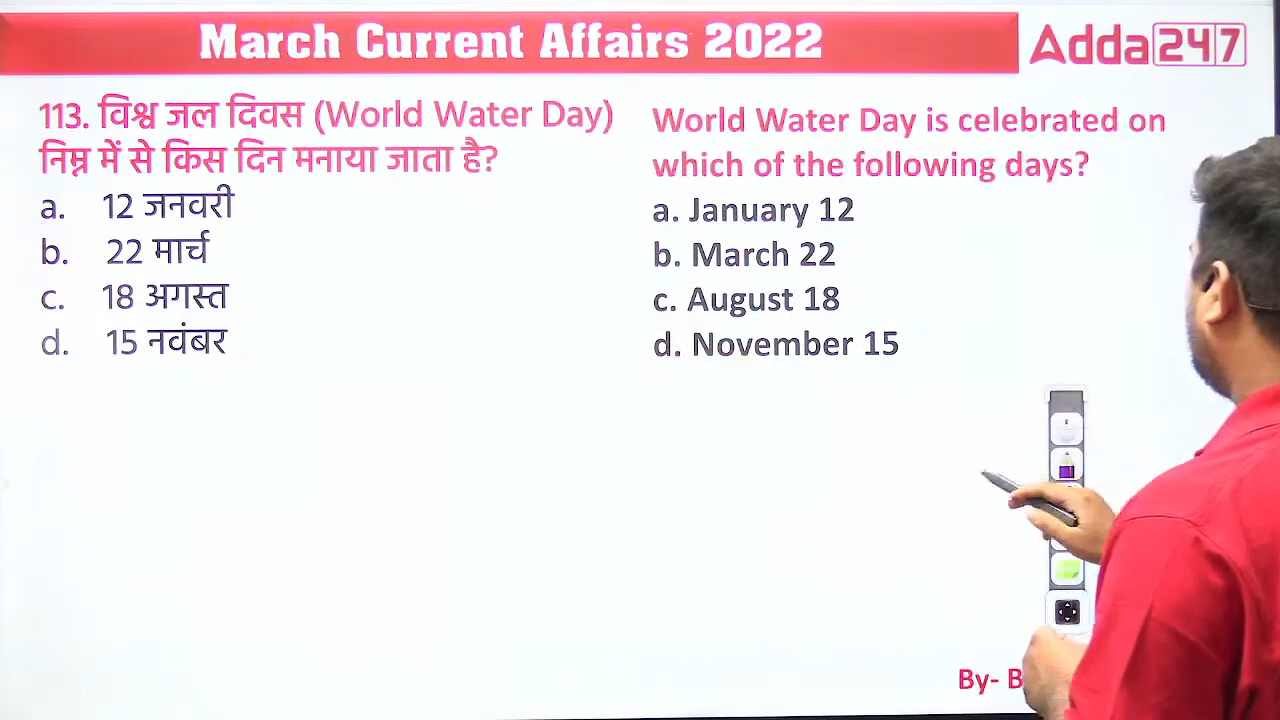 March Current Affairs 2022
Adda247
113. विश्व जल दिवस (World Water Day)
निम्न में से किस दिन मनाया जाता है?
a. 12 जनवरी
b. 22 मार्च
c. 18 अगस्त
d. 15 नवंबर
World Water Day is celebrated on
which of the following days?
a. January 12
b. March 22
c. August 18
d. November 15
By- B